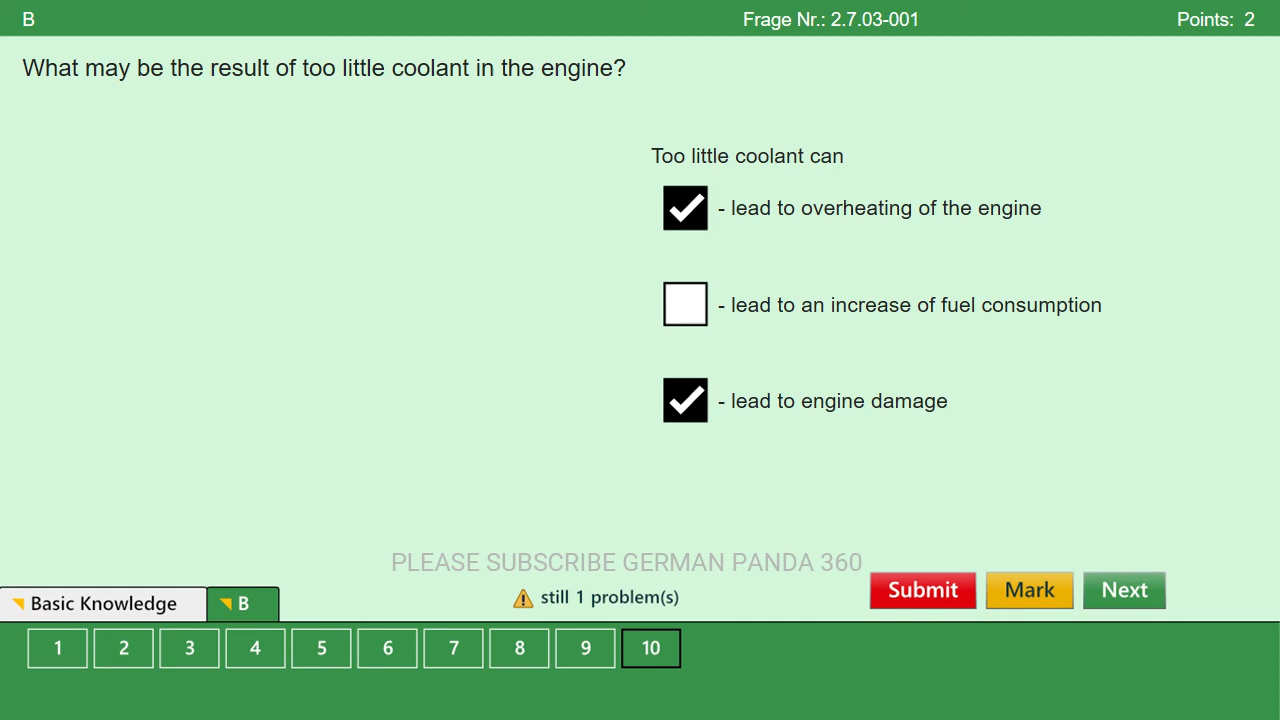 B Frage Nr.: 2.7.03-001 Points: 2
What may be the result of too little coolant in the engine?
Too little coolant can
- lead to overheating of the engine
- lead to an increase of fuel consumption
- lead to engine damage
PLEASE SUBSCRIBE GERMAN PANDA 360
Submit Mark Next
still 1 problem(s)
Basic Knowledge B
1 2 3 4 5 6 7 8 9 10